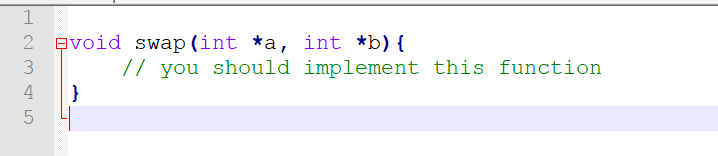 1
2 void swap(int *a, int *b){
3 // you should implement this function
4 }
5